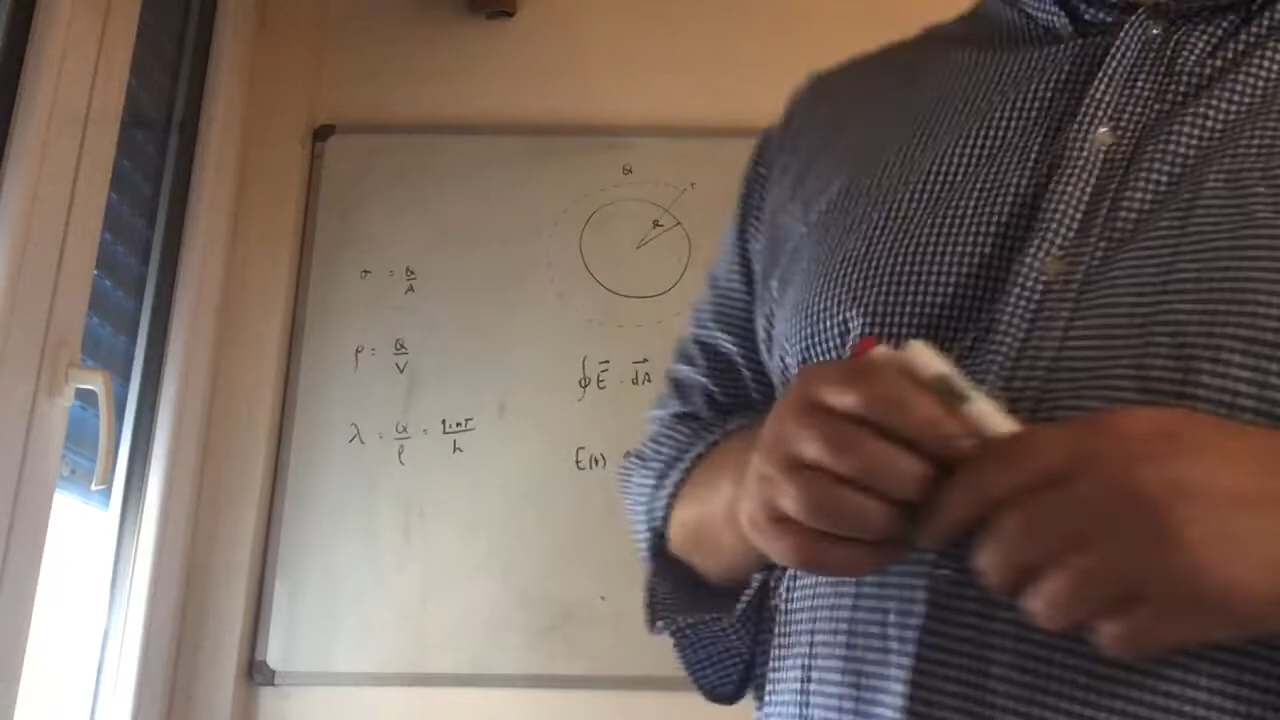 Q
r
R
σ = Q/A
ρ = Q/V
∮ E⃗ · dA⃗
λ = Q/ℓ =
E(r)